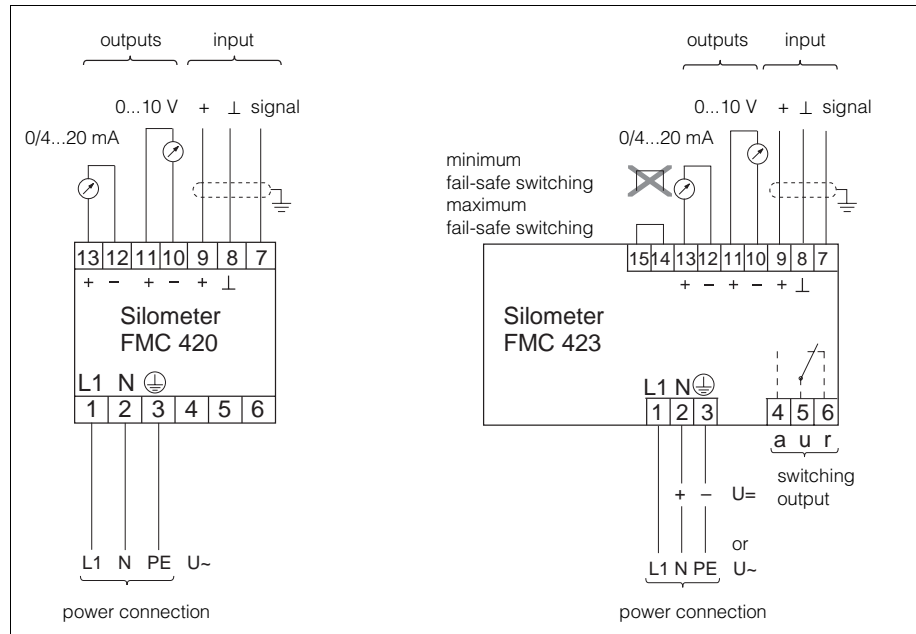 outputs input
0...10 V + ⊥ signal
0/4...20 mA
13 12 11 10 9 8 7
+ – + – + ⊥
Silometer
FMC 420
L1 N
1 2 3 4 5 6
L1 N PE U~
power connection
outputs input
0...10 V + ⊥ signal
0/4...20 mA
minimum
fail-safe switching
maximum
fail-safe switching
15 14 13 12 11 10 9 8 7
+ – + – + ⊥
Silometer
FMC 423
L1 N
1 2 3 4 5 6
a u r
switching
output
+ – U=
or
L1 N PE U~
power connection